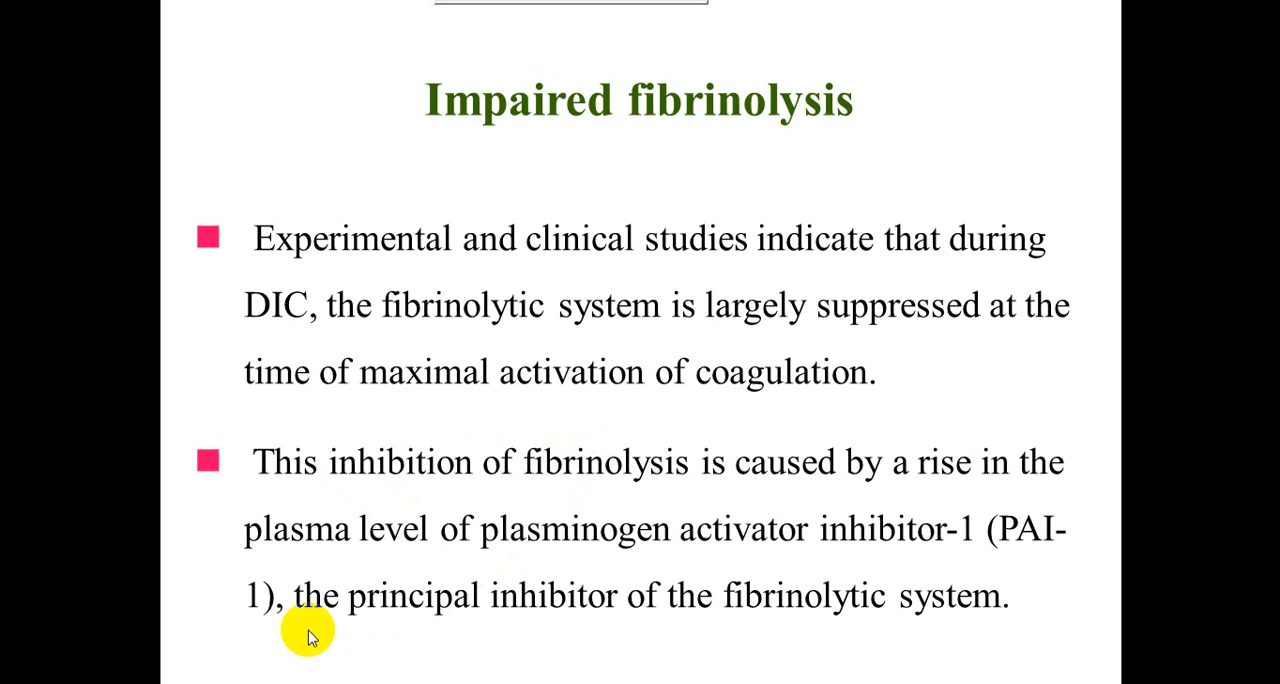 Impaired fibrinolysis
Experimental and clinical studies indicate that during
DIC, the fibrinolytic system is largely suppressed at the
time of maximal activation of coagulation.
This inhibition of fibrinolysis is caused by a rise in the
plasma level of plasminogen activator inhibitor-1 (PAI-
1), the principal inhibitor of the fibrinolytic system.